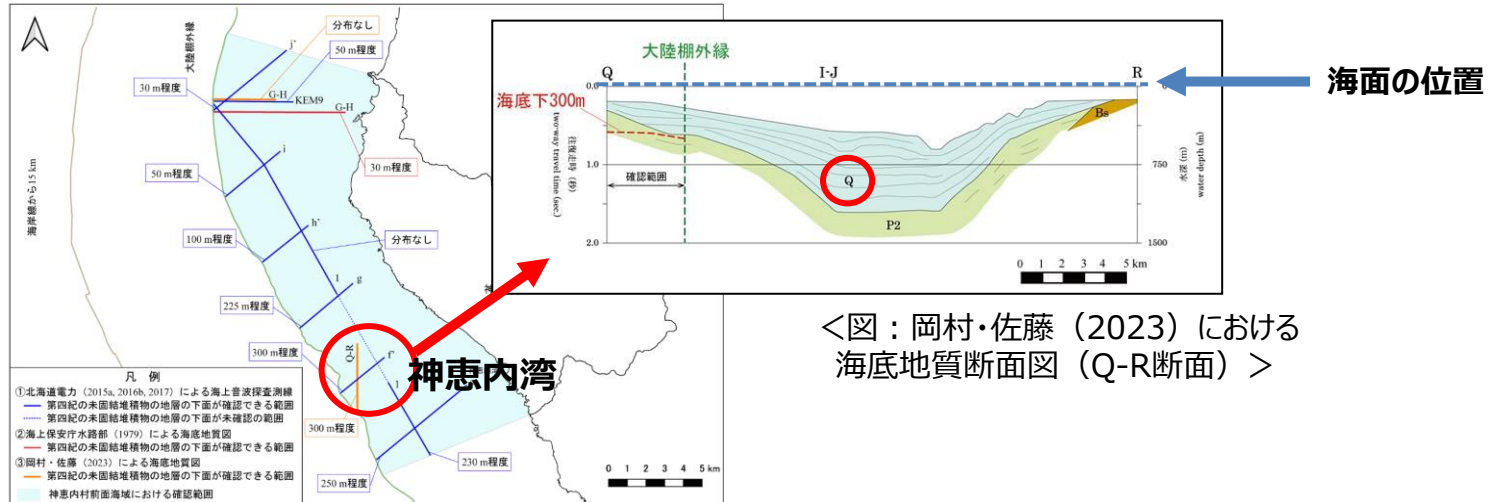 分布なし
50 m程度
大陸棚外縁
j'
30 m程度
G-H
KEM9
G-H
30 m程度
i
50 m程度
h'
100 m程度
分布なし
I
g
225 m程度
300 m程度
Q-R
f'
神恵内湾
300 m程度
230 m程度
250 m程度
海岸線から15 km
凡 例
①北海道電力（2015a, 2016b, 2017）による海上音波探査測線
第四紀の未固結堆積物の地層の下面が確認できる範囲
第四紀の未固結堆積物の地層の下面が未確認の範囲
②海上保安庁水路部（1979）による海底地質図
第四紀の未固結堆積物の地層の下面が確認できる範囲
③岡村・佐藤（2023）による海底地質図
第四紀の未固結堆積物の地層の下面が確認できる範囲
神恵内村前面海域における確認範囲
0 1 2 3 4 5 km
大陸棚外縁
Q
I-J
R
海面の位置
0.0
0
海底下300m
Bs
往復走時（秒）
two-way travel time (sec.)
1.0
750
水深（m）
water depth (m)
確認範囲
Q
P2
2.0
1500
0 1 2 3 4 5 km
＜図：岡村・佐藤（2023）における
海底地質断面図（Q-R断面）＞